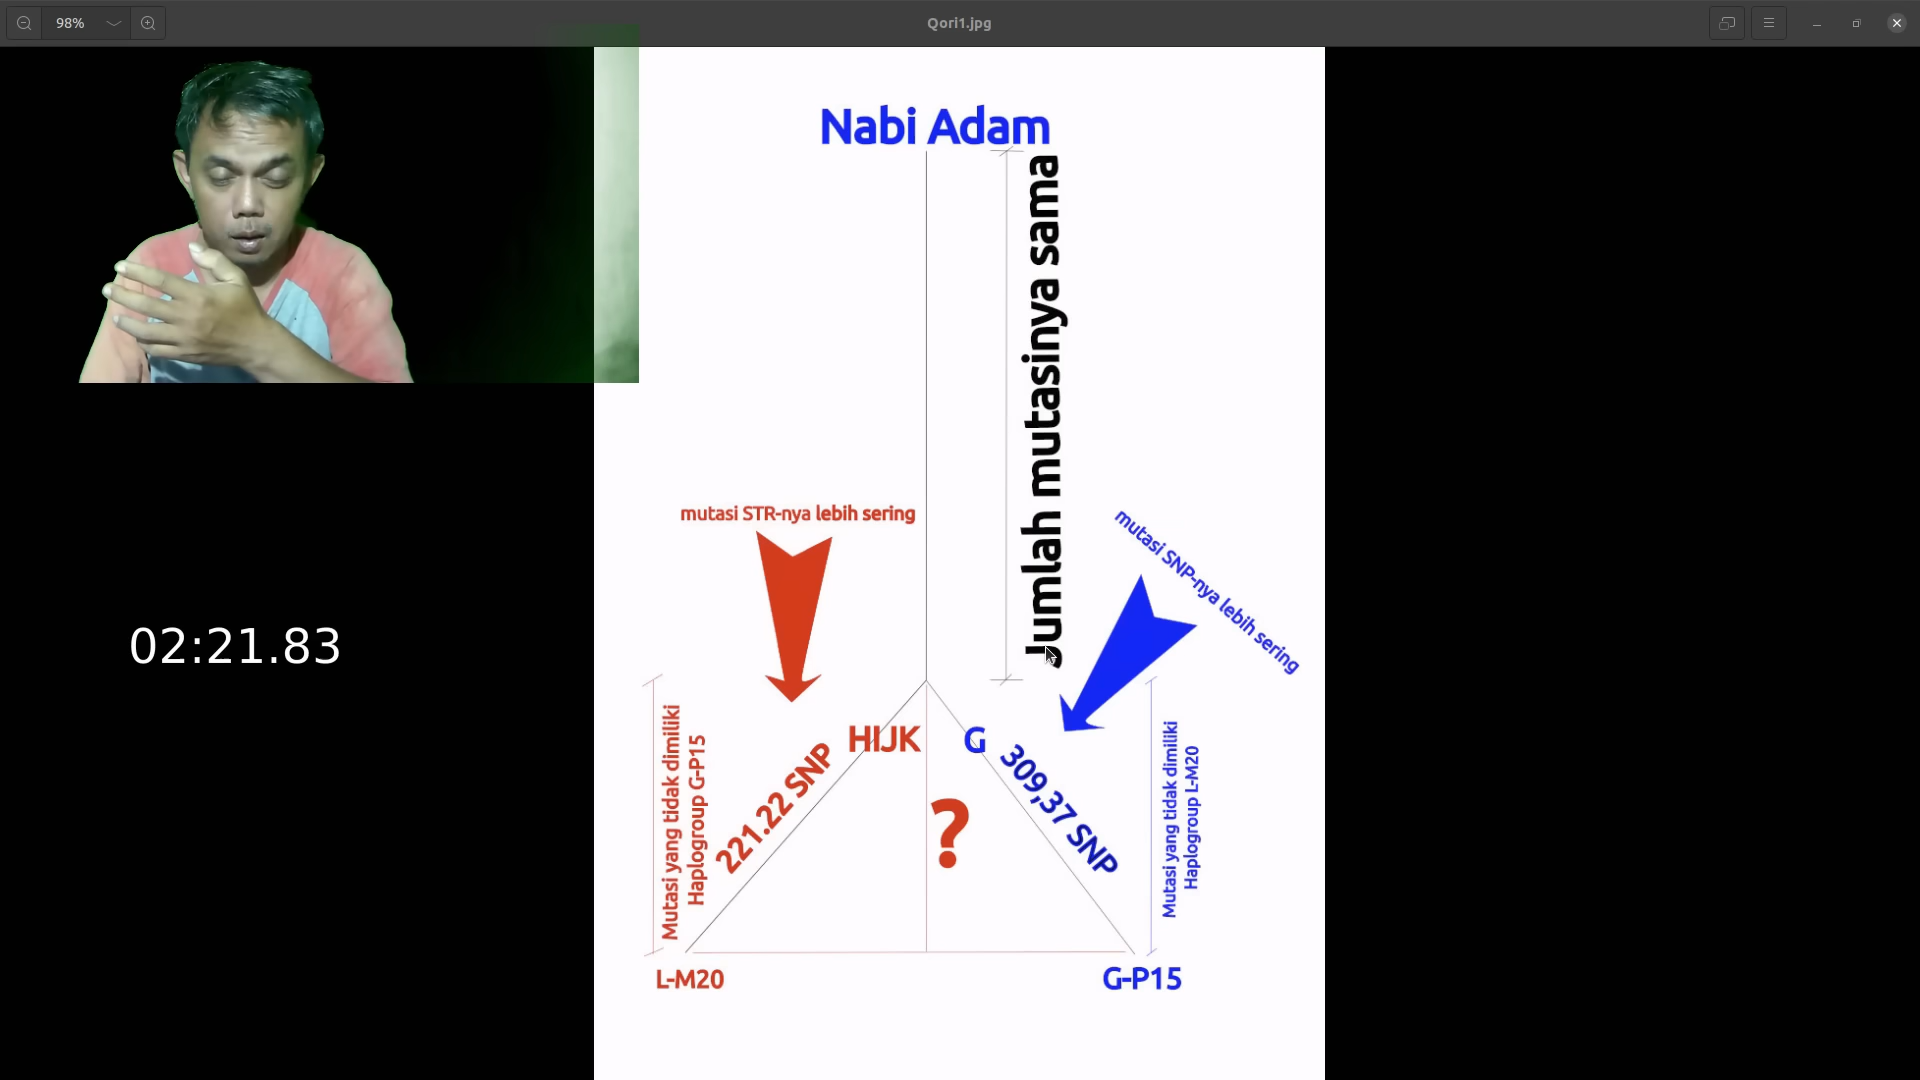 98%
Qori1.jpg
Nabi Adam
Jumlah mutasinya sama
mutasi STR-nya lebih sering
mutasi SNP-nya lebih sering
02:21.83
HIJK
G
221.22 SNP
309,37 SNP
?
Mutasi yang tidak dimiliki
Haplogroup G-P15
Mutasi yang tidak dimiliki
Haplogroup L-M20
L-M20
G-P15